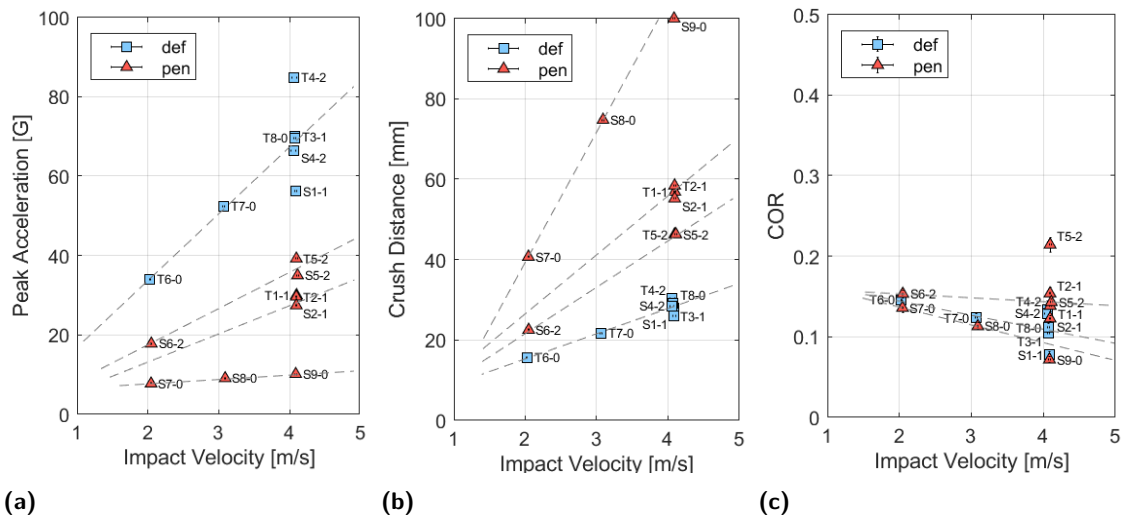 100
80
60
40
20
0
1
2
3
4
5
Peak Acceleration [G]
Impact Velocity [m/s]
def
pen
T4-2
T8-0
T3-1
S4-2
S1-1
T7-0
T6-0
T5-2
S5-2
T1-1
T2-1
S2-1
S6-2
S7-0
S8-0
S9-0
(a)
100
80
60
40
20
0
1
2
3
4
5
Crush Distance [mm]
Impact Velocity [m/s]
def
pen
S9-0
S8-0
T2-1
T1-1
S2-1
T5-2
S5-2
S7-0
T4-2
T8-0
S4-2
T3-1
S1-1
S6-2
T7-0
T6-0
(b)
0.5
0.4
0.3
0.2
0.1
0
1
2
3
4
5
COR
Impact Velocity [m/s]
def
pen
T5-2
T2-1
S6-2
T6-0
S7-0
T4-2
S5-2
S4-2
T1-1
T7-0
S8-0
T8-0
S2-1
T3-1
S1-1
S9-0
(c)